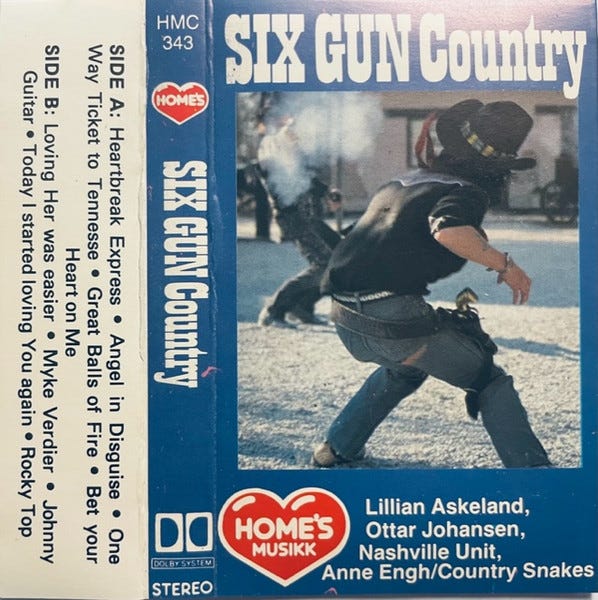 SIX GUN Country
Lillian Askeland,
Ottar Johansen,
Nashville Unit,
Anne Engh/Country Snakes
HOME'S
MUSIKK
HMC
343
HOME'S
SIX GUN Country
DOLBY SYSTEM
STEREO
SIDE A: Heartbreak Express • Angel in Disguise • One
Way Ticket to Tennesse • Great Balls of Fire • Bet your
Heart on Me
SIDE B: Loving Her was easier • Myke Verdier • Johnny
Guitar • Today I started loving You again • Rocky Top